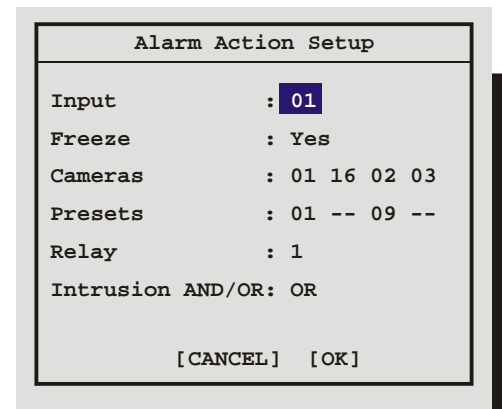 Alarm Action Setup
Input : 01
Freeze : Yes
Cameras : 01 16 02 03
Presets : 01 -- 09 --
Relay : 1
Intrusion AND/OR: OR
[CANCEL] [OK]